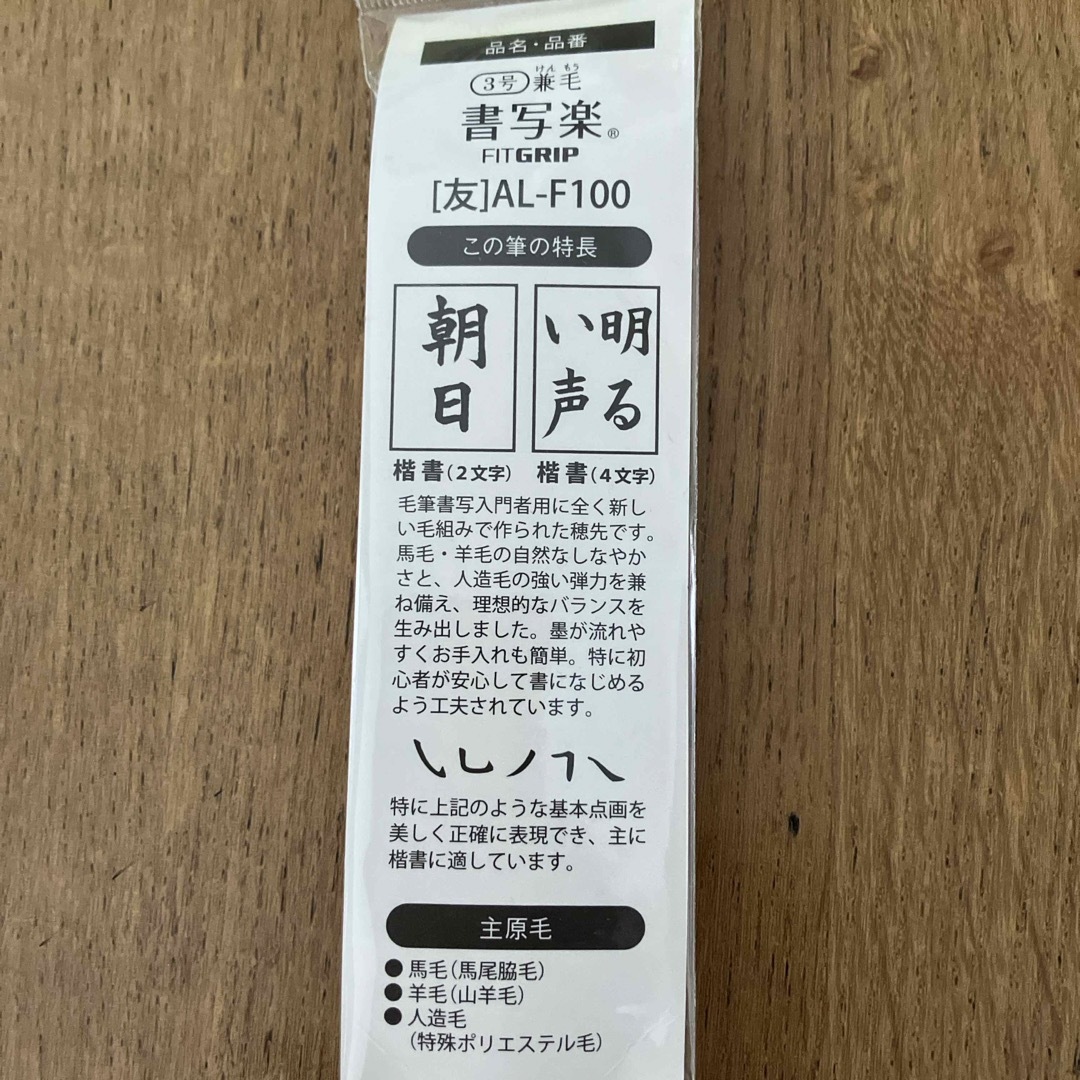 品名・品番
けん もう
3号 兼毛
書写楽®
FITGRIP
[友]AL-F100
この筆の特長
朝日
明る
い声
楷書(2文字)
楷書(4文字)
毛筆書写入門者用に全く新し
い毛組みで作られた穂先です。
馬毛・羊毛の自然なしなやか
さと、人造毛の強い弾力を兼
ね備え、理想的なバランスを
生み出しました。墨が流れや
すくお手入れも簡単。特に初
心者が安心して書になじめる
よう工夫されています。
特に上記のような基本点画を
美しく正確に表現でき、主に
楷書に適しています。
主原毛
●馬毛(馬尾脇毛)
●羊毛(山羊毛)
●人造毛
(特殊ポリエステル毛)